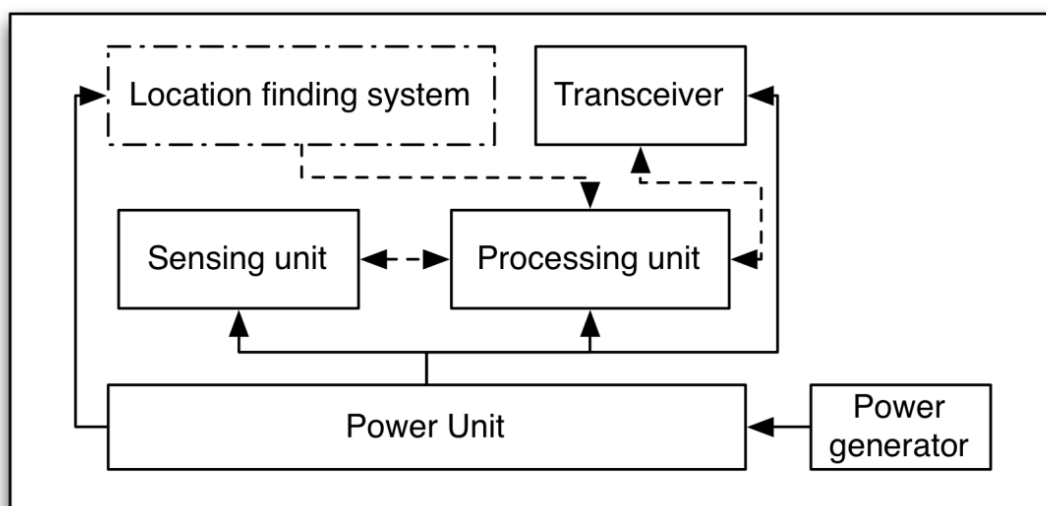 Location finding system
Transceiver
Sensing unit
Processing unit
Power Unit
Power
generator